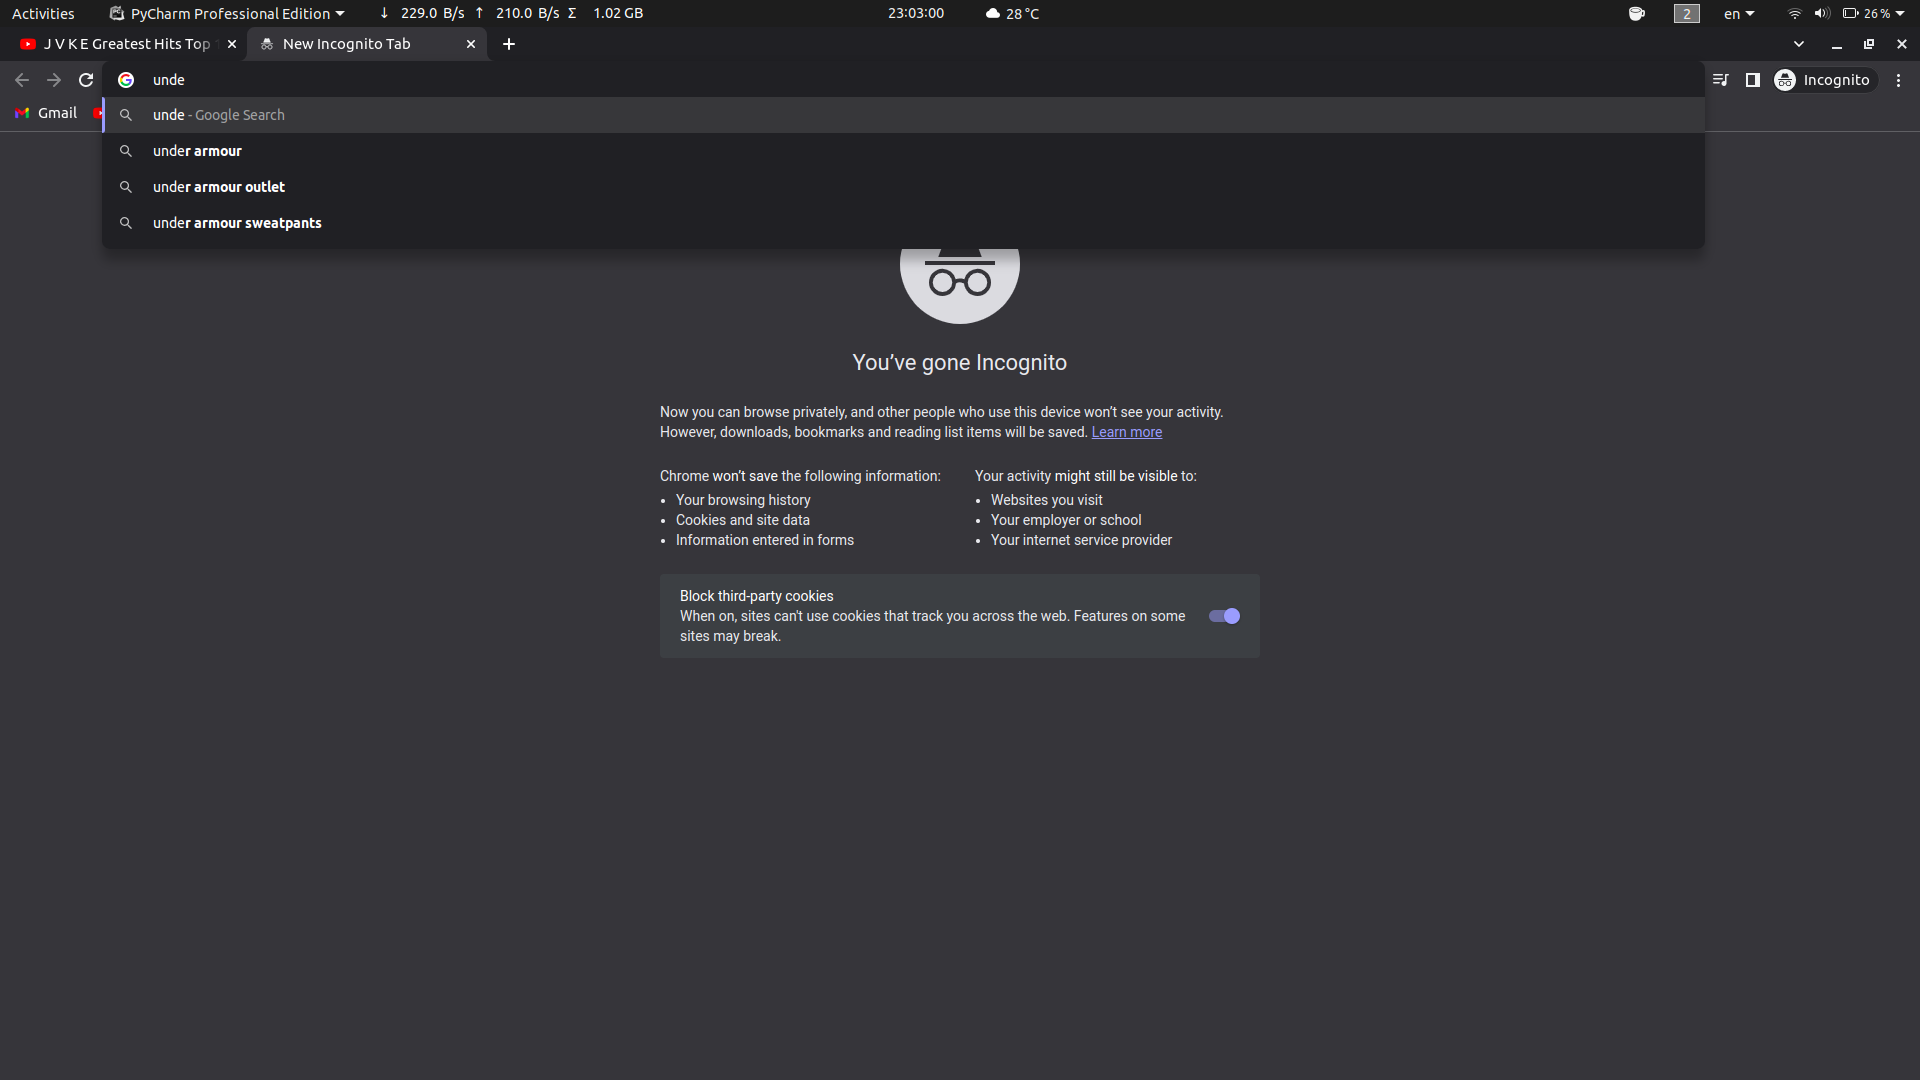 Activities
PyCharm Professional Edition
↓ 229.0 B/s ↑ 210.0 B/s Σ 1.02 GB
23:03:00
28 °C
2
en
26 %
J V K E Greatest Hits Top
New Incognito Tab
unde
Incognito
Gmail
unde - Google Search
under armour
under armour outlet
under armour sweatpants
You’ve gone Incognito
Now you can browse privately, and other people who use this device won’t see your activity.
However, downloads, bookmarks and reading list items will be saved. Learn more
Chrome won’t save the following information:
• Your browsing history
• Cookies and site data
• Information entered in forms
Your activity might still be visible to:
• Websites you visit
• Your employer or school
• Your internet service provider
Block third-party cookies
When on, sites can't use cookies that track you across the web. Features on some
sites may break.